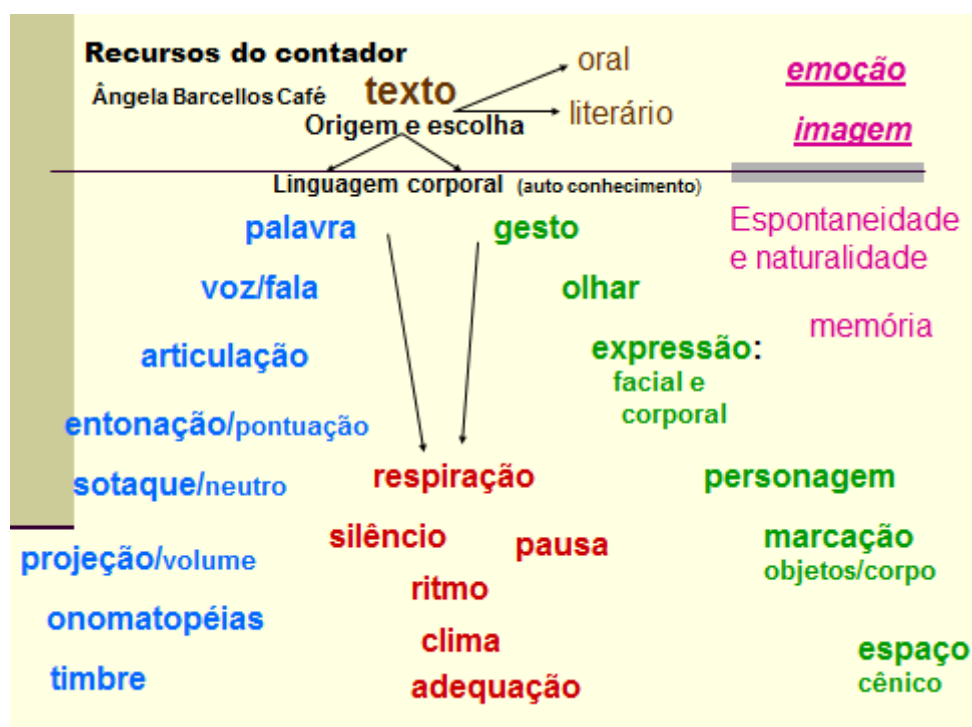 Recursos do contador
Ângela Barcellos Café
texto
oral
literário
Origem e escolha
emoção
imagem
Linguagem corporal (auto conhecimento)
palavra
gesto
Espontaneidade
e naturalidade
voz/fala
olhar
memória
articulação
expressão:
facial e
corporal
entonação/pontuação
sotaque/neutro
respiração
personagem
projeção/volume
silêncio
pausa
marcação
objetos/corpo
ritmo
onomatopéias
clima
espaço
cênico
timbre
adequação